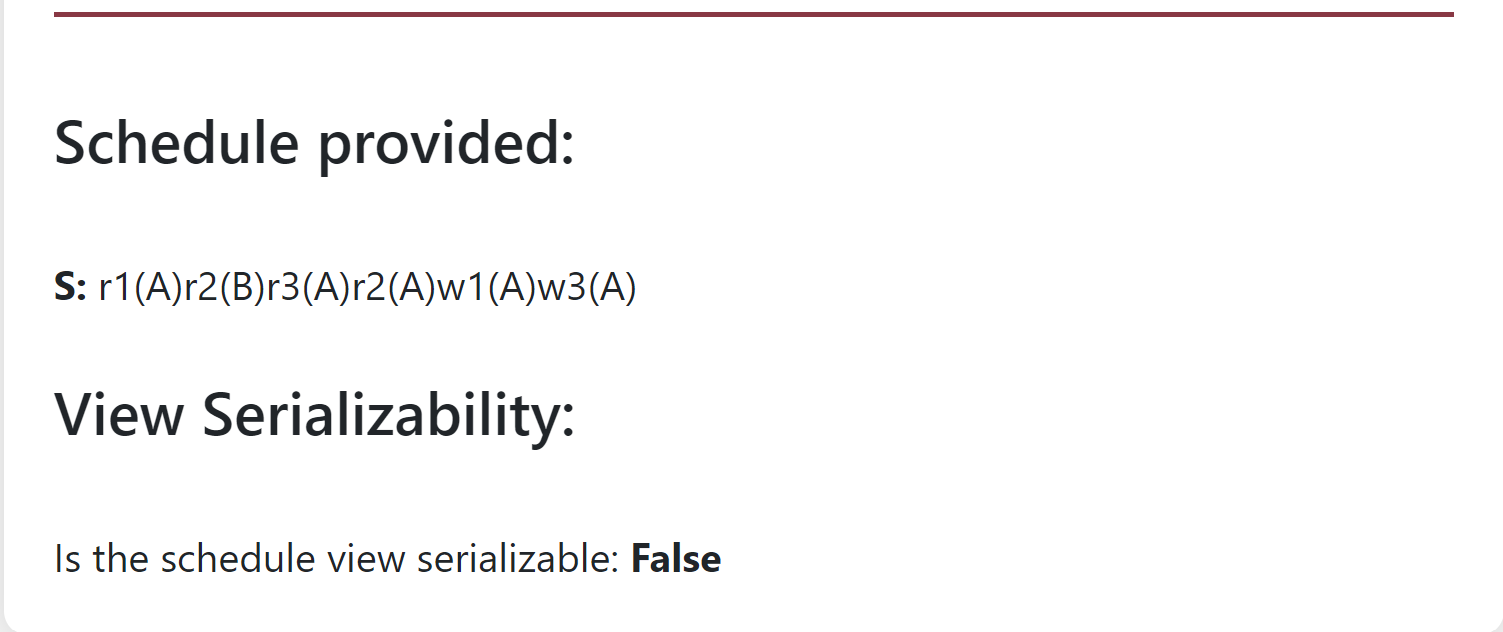 Schedule provided:
S: r1(A)r2(B)r3(A)r2(A)w1(A)w3(A)
View Serializability:
Is the schedule view serializable: False